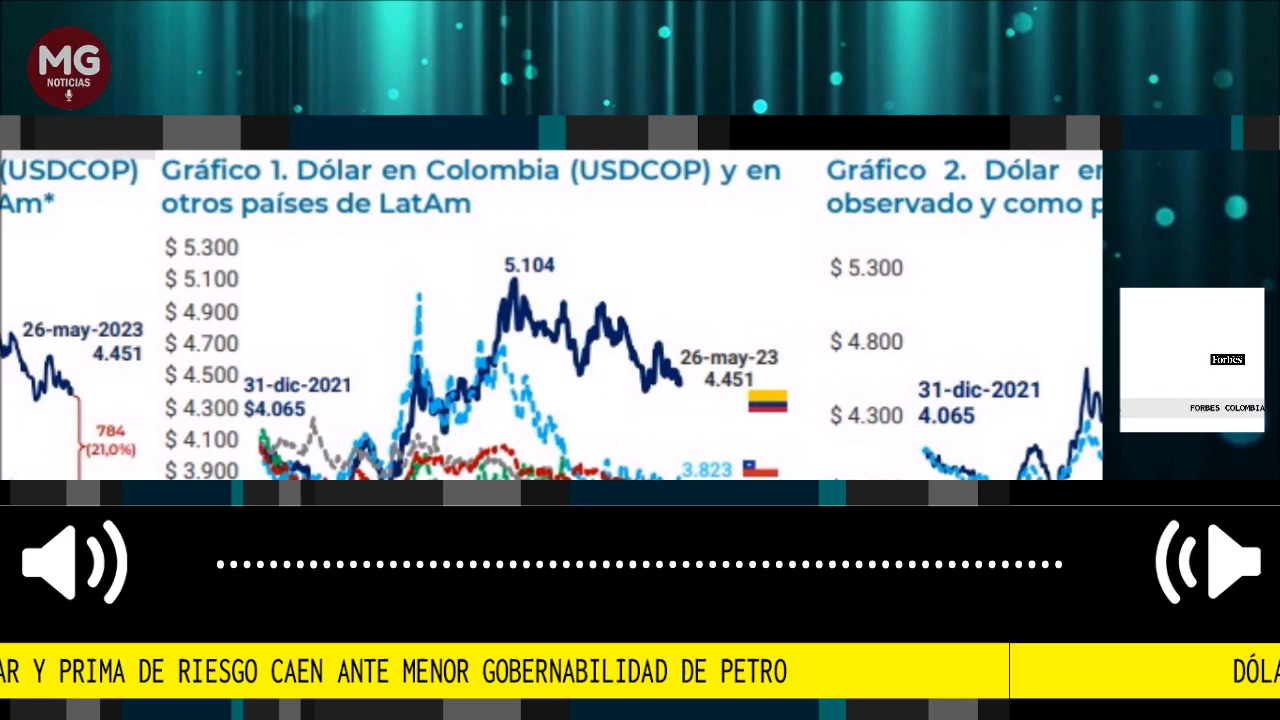 MG
NOTICIAS
(USDCOP)
Am*
26-may-2023
4.451
784
(21,0%)
Gráfico 1. Dólar en Colombia (USDCOP) y en
otros países de LatAm
$ 5.300
$ 5.100
$ 4.900
$ 4.700
$ 4.500
$ 4.300
$ 4.100
$ 3.900
31-dic-2021
$4.065
5.104
26-may-23
4.451
3.823
Gráfico 2. Dólar en
observado y como p
$ 5.300
$ 4.800
$ 4.300
31-dic-2021
4.065
Forbes
FORBES COLOMBIA
AR Y PRIMA DE RIESGO CAEN ANTE MENOR GOBERNABILIDAD DE PETRO
DÓLA